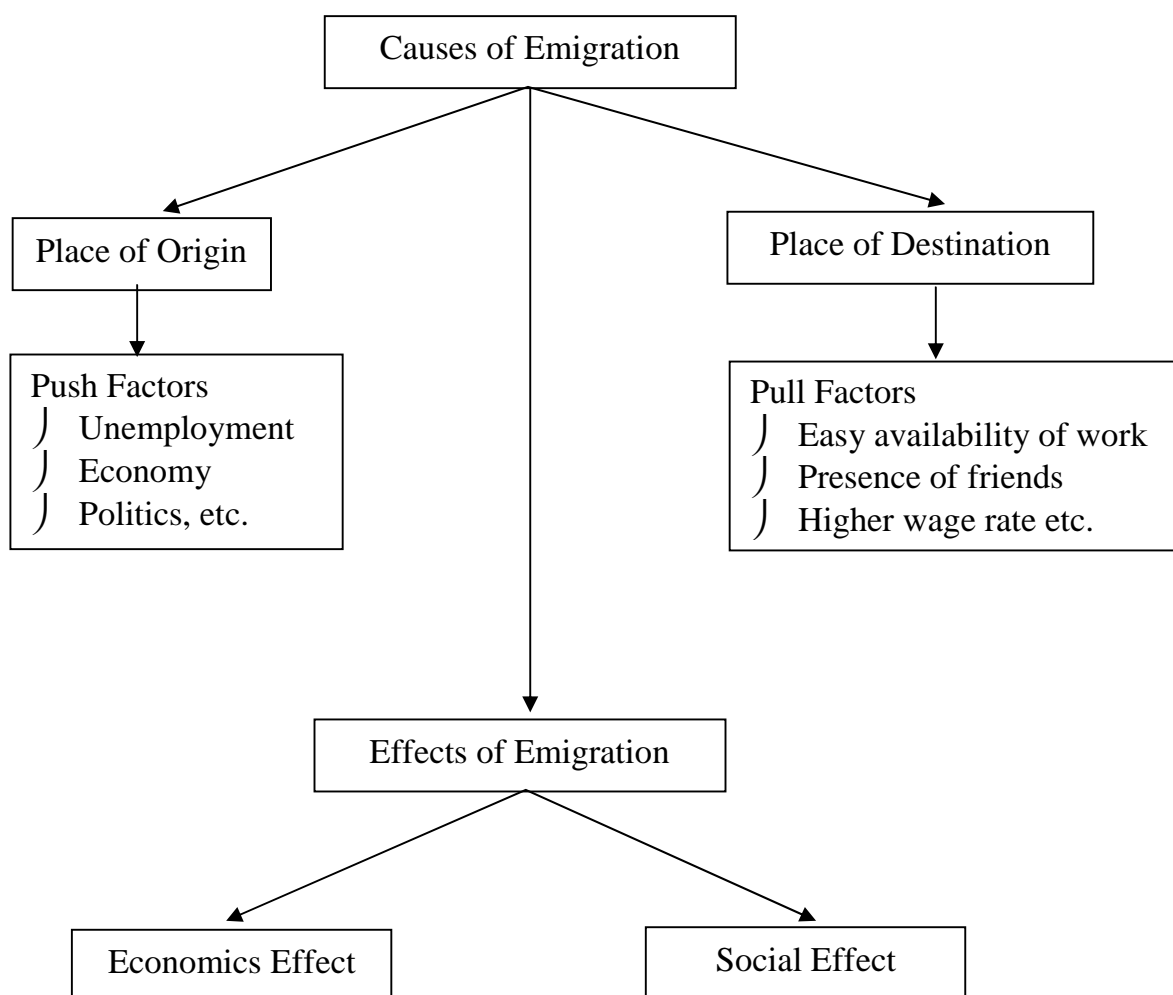 Causes of Emigration
Place of Origin
Place of Destination
Push Factors
⎠ Unemployment
⎠ Economy
⎠ Politics, etc.
Pull Factors
⎠ Easy availability of work
⎠ Presence of friends
⎠ Higher wage rate etc.
Effects of Emigration
Economics Effect
Social Effect